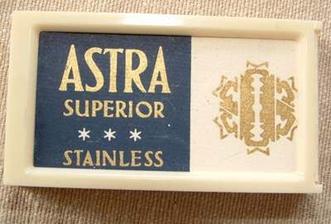 ASTRA
SUPERIOR
* * *
STAINLESS